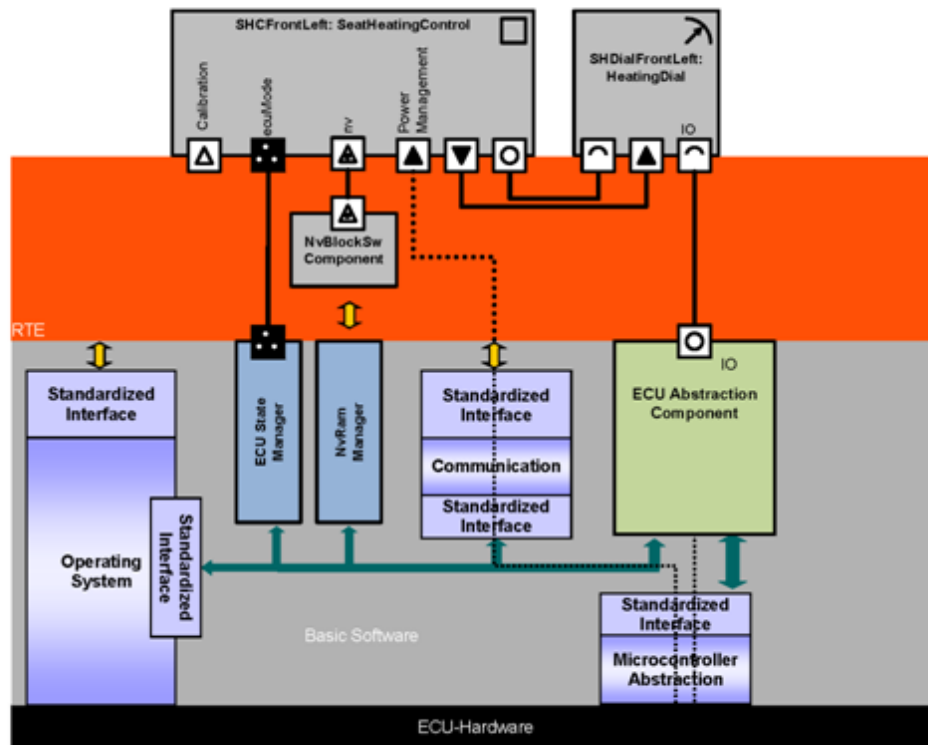 SHCFrontLeft: SeatHeatingControl
SHDialFrontLeft:
HeatingDial
Calibration
ecuMode
nv
Power
Management
IO
NvBlockSw
Component
RTE
IO
Standardized
Interface
ECU State
Manager
NvRam
Manager
Standardized
Interface
ECU Abstraction
Component
Communication
Standardized
Interface
Operating
System
Standardized
Interface
Standardized
Interface
Basic Software
Microcontroller
Abstraction
ECU-Hardware